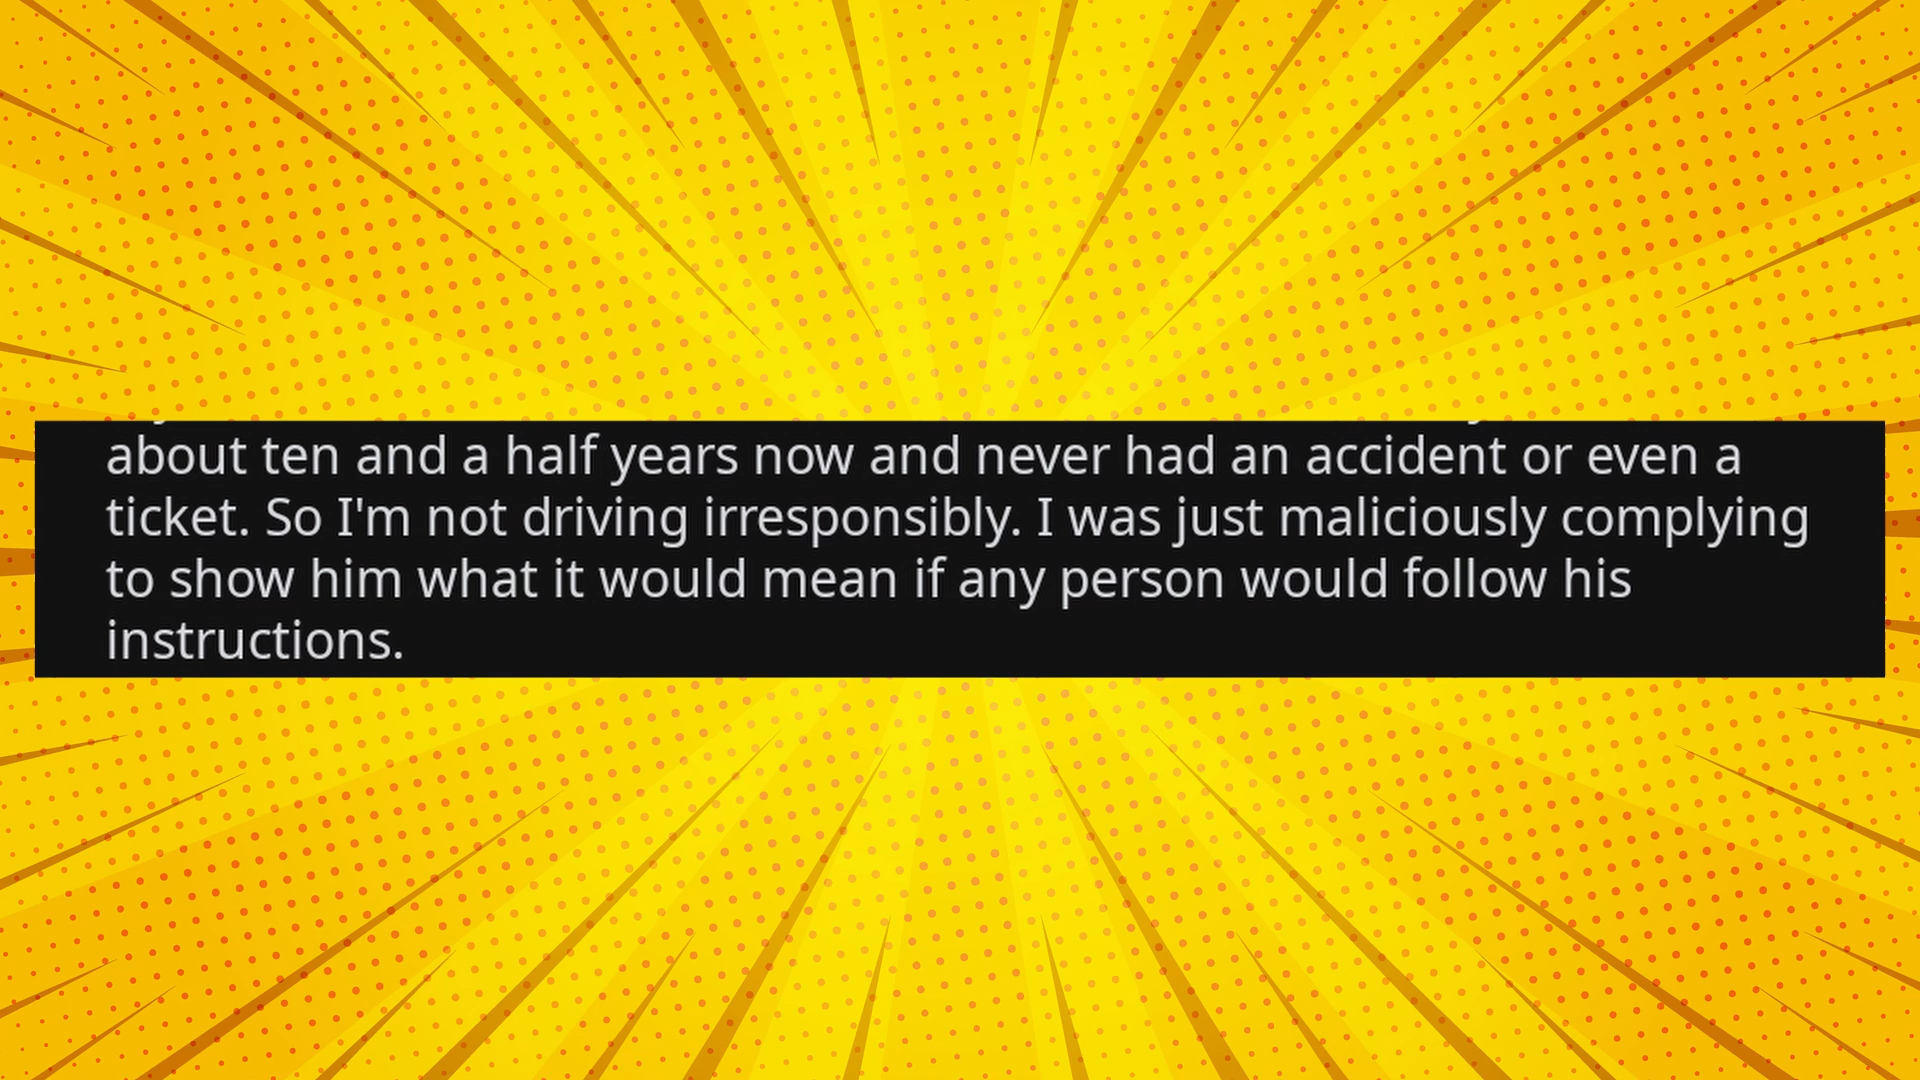 about ten and a half years now and never had an accident or even a
ticket. So I'm not driving irresponsibly. I was just maliciously complying
to show him what it would mean if any person would follow his
instructions.